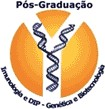 Pós-Graduação
Imunologia e DIP - Genética e Biotecnologia